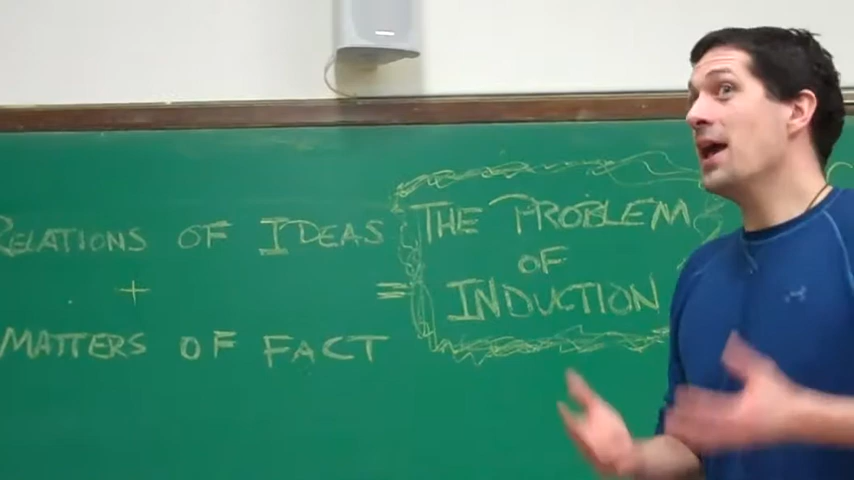 RELATIONS OF IDEAS
+
MATTERS OF FACT
=
THE PROBLEM
OF
INDUCTION